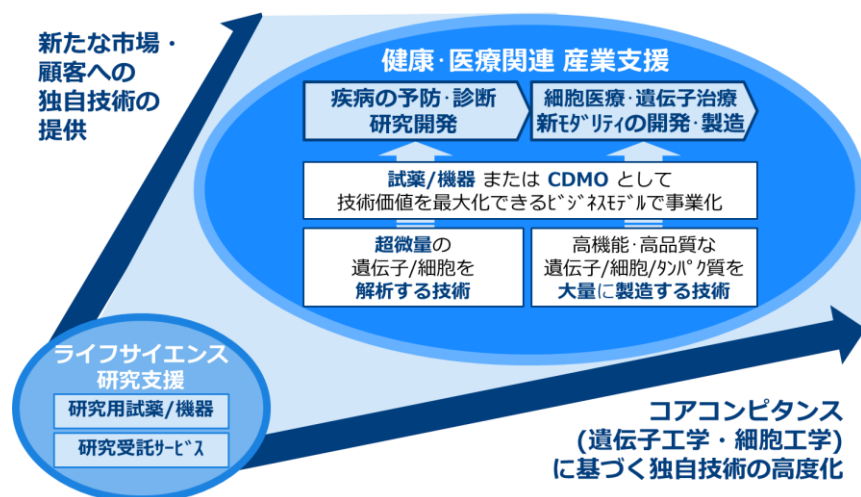 新たな市場・
顧客への
独自技術の
提供
健康・医療関連 産業支援
疾病の予防・診断
研究開発
細胞医療・遺伝子治療
新ﾓﾀﾞﾘﾃｨの開発・製造
試薬/機器 または CDMO として
技術価値を最大化できるﾋﾞｼﾞﾈｽﾓﾃﾞﾙで事業化
超微量の
遺伝子/細胞を
解析する技術
高機能・高品質な
遺伝子/細胞/ﾀﾝﾊﾟｸ質を
大量に製造する技術
ライフサイエンス
研究支援
研究用試薬/機器
研究受託ｻｰﾋﾞｽ
コアコンピタンス
(遺伝子工学・細胞工学)
に基づく独自技術の高度化